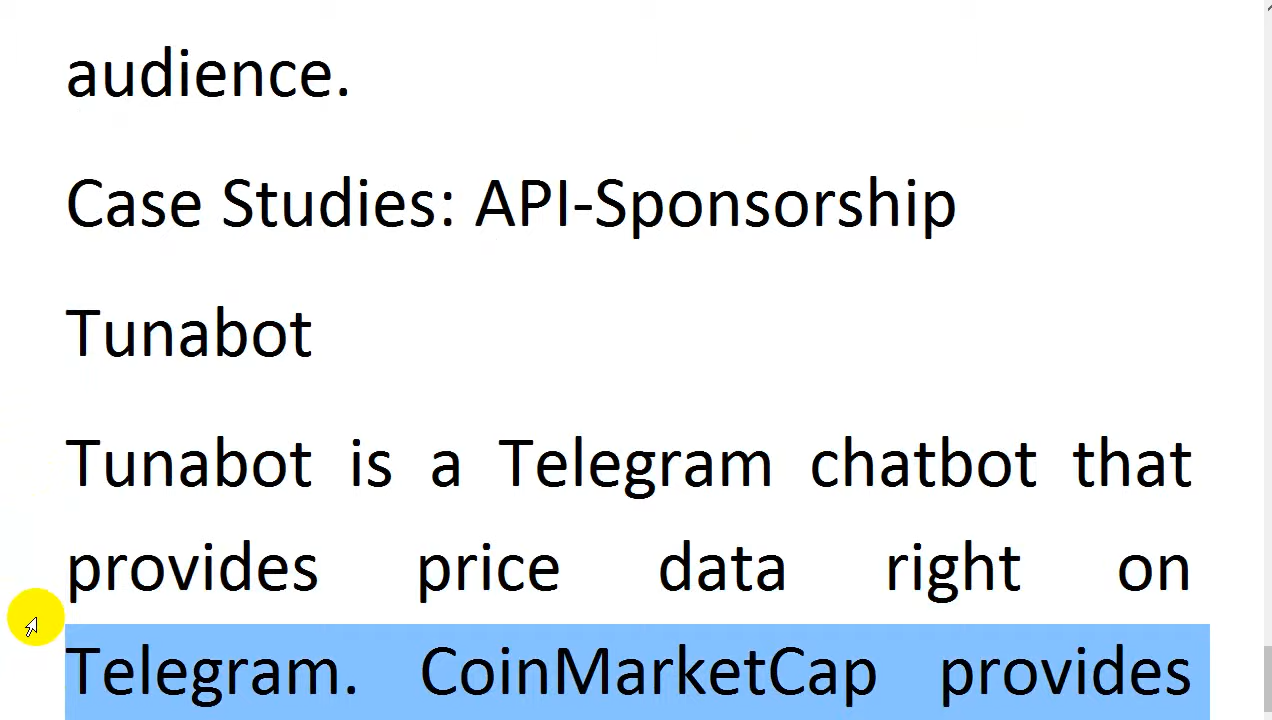 audience.
Case Studies: API-Sponsorship
Tunabot
Tunabot is a Telegram chatbot that
provides price data right on
Telegram. CoinMarketCap provides